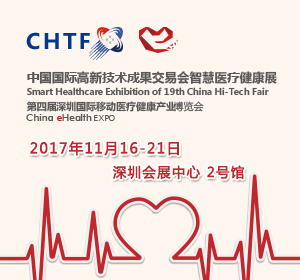 CHTF
中国国际高新技术成果交易会智慧医疗健康展
Smart Healthcare Exhibition of 19th China Hi-Tech Fair
第四届深圳国际移动医疗健康产业博览会
China eHealth EXPO
2017年11月16-21日
深圳会展中心 2号馆